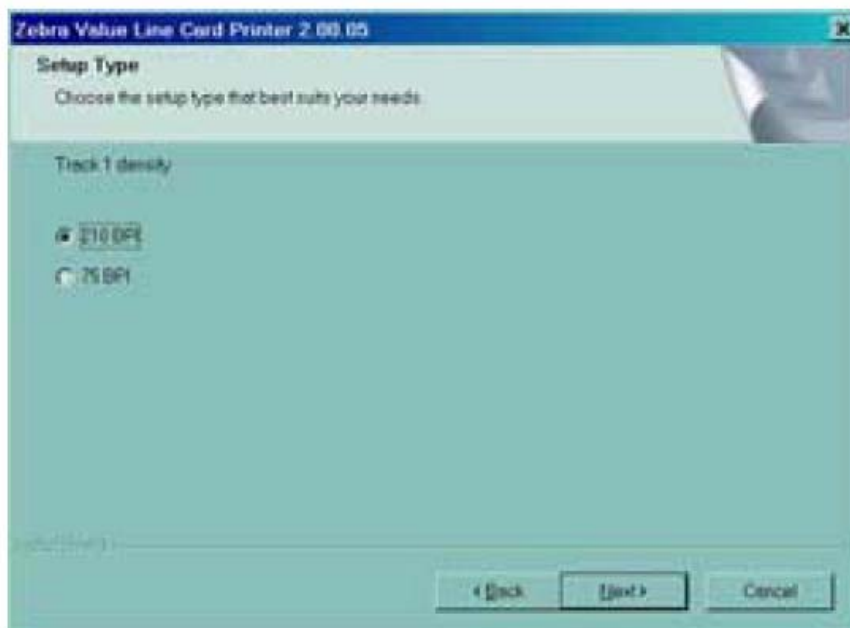 Zebra Value Line Card Printer 2.00.05
Setup Type
Choose the setup type that best suits your needs.
Track 1 density
210 BPI
75 BPI
< Back
Next >
Cancel